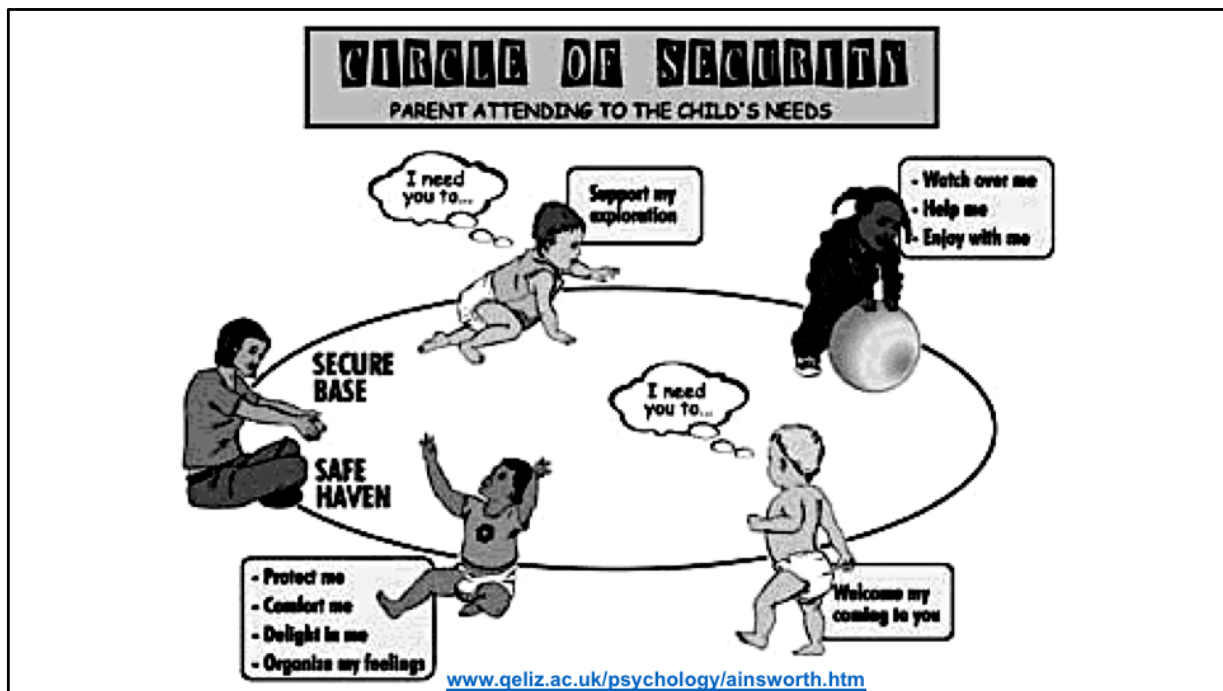 CIRCLE OF SECURITY
PARENT ATTENDING TO THE CHILD'S NEEDS
I need
you to...
Support my
exploration
- Watch over me
- Help me
- Enjoy with me
SECURE
BASE
I need
you to...
SAFE
HAVEN
- Protect me
- Comfort me
- Delight in me
- Organize my feelings
Welcome my
coming to you
www.qeliz.ac.uk/psychology/ainsworth.htm